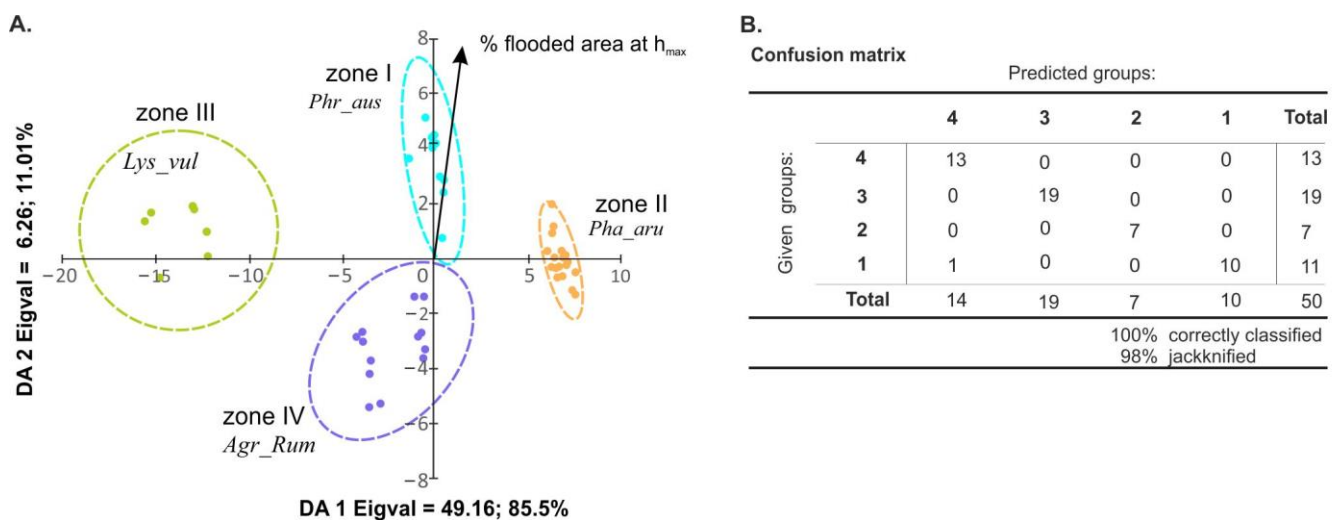 A.
8
% flooded area at hmax
zone I
Phr_aus
6
zone III
Lys_vul
4
zone II
Pha_aru
2
−20 −15 −10 −5 0 5 10
−2
−4
zone IV
Agr_Rum
−6
−8
DA 2 Eigval = 6.26; 11.01%
DA 1 Eigval = 49.16; 85.5%
B.
Confusion matrix
Predicted groups:
4 3 2 1 Total
Given groups:
4 13 0 0 0 13
3 0 19 0 0 19
2 0 0 7 0 7
1 1 0 0 10 11
Total 14 19 7 10 50
100% correctly classified
98% jackknified